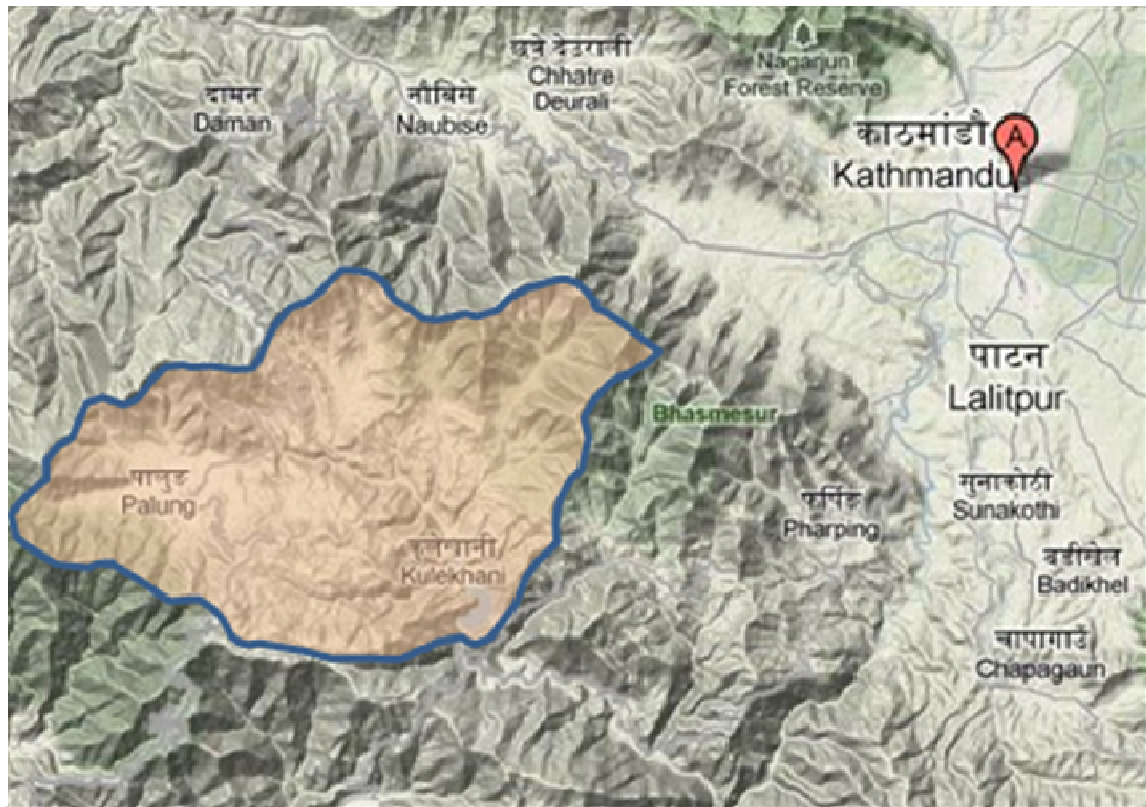 छत्रे देउराली
Chhatre
Deurali
Nagarjun
Forest Reserve)
दामन
Daman
नौबिसे
Naubise
काठमांडौ
A
Kathmandu
पाटन
Lalitpur
Bhasmesur
Palung
सुनाकोठी
Sunakothi
फर्पिङ
Pharping
Kulekhani
Badikhel
चापागाउँ
Chapagaun